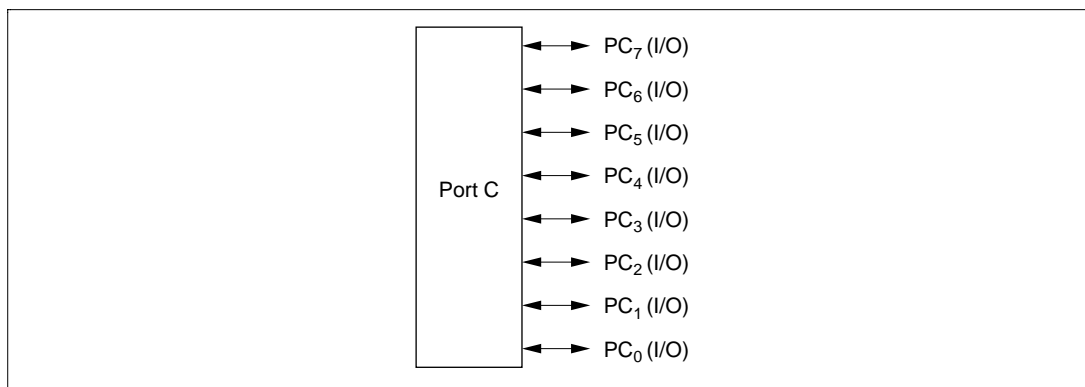 PC7 (I/O)
PC6 (I/O)
PC5 (I/O)
PC4 (I/O)
Port C
PC3 (I/O)
PC2 (I/O)
PC1 (I/O)
PC0 (I/O)